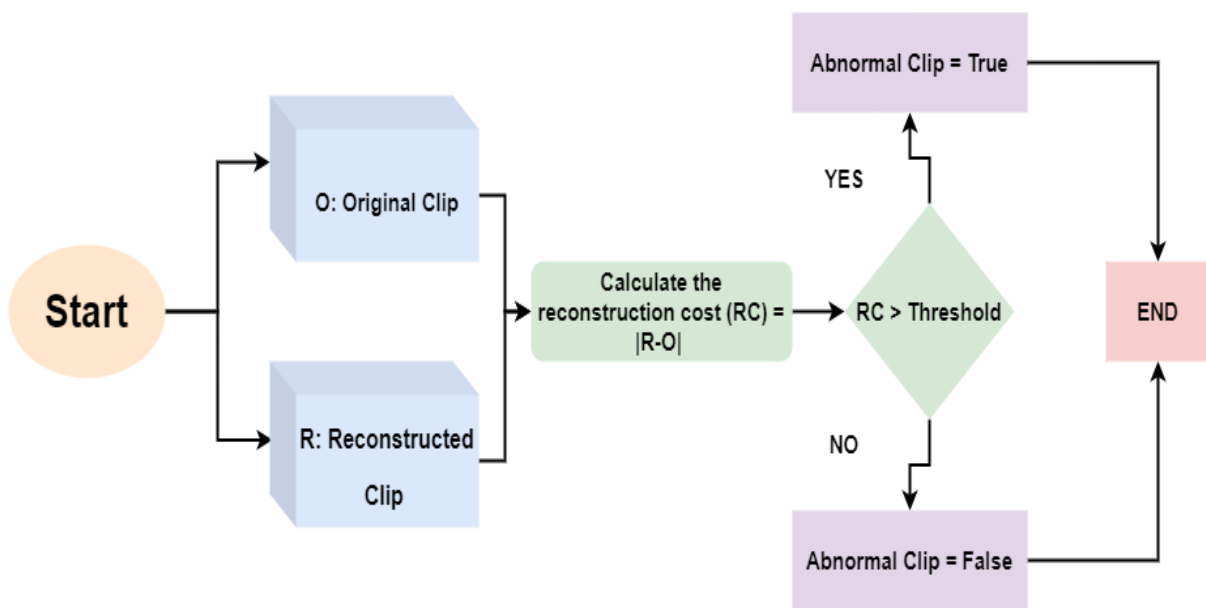 Start
O: Original Clip
R: Reconstructed
Clip
Calculate the
reconstruction cost (RC) =
|R-O|
RC > Threshold
YES
Abnormal Clip = True
NO
Abnormal Clip = False
END